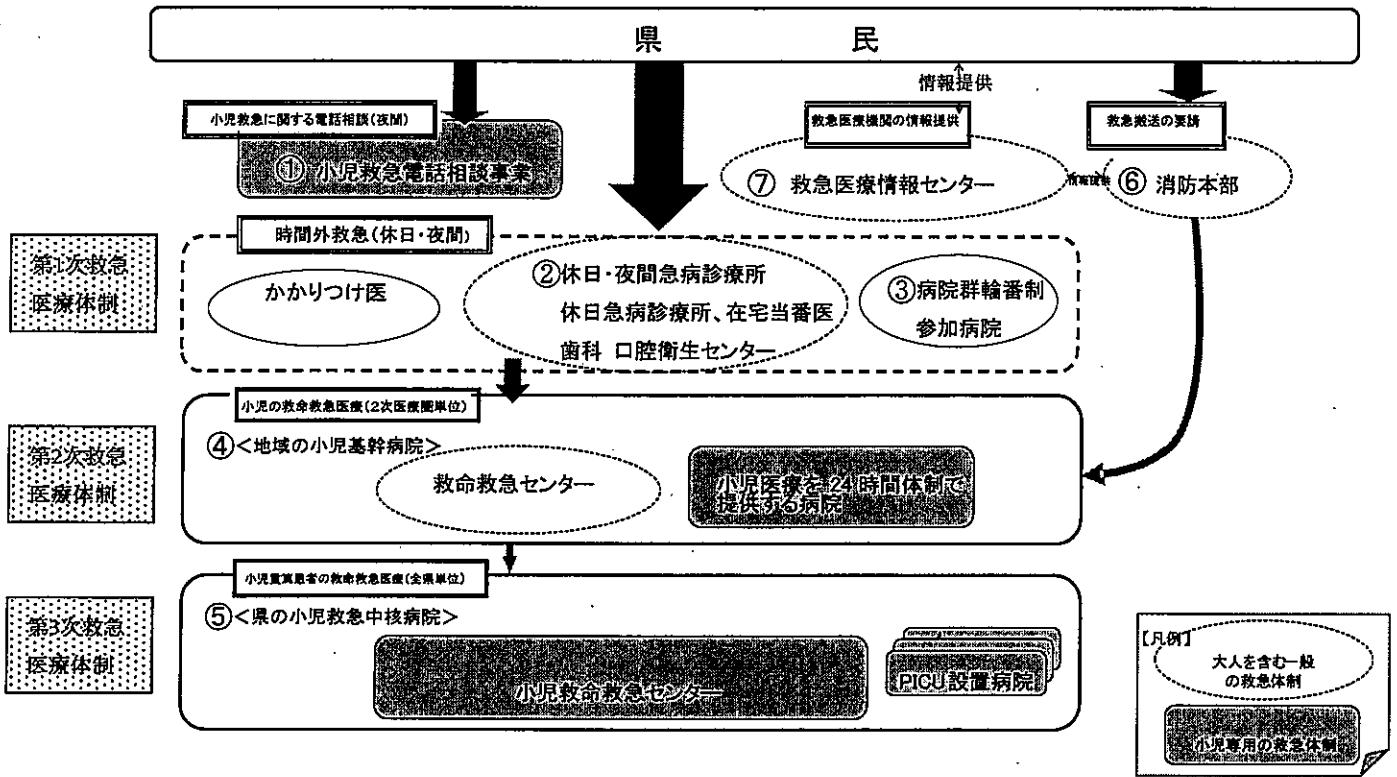 県 民
情報提供
小児救急に関する電話相談(夜間)
① 小児救急電話相談事業
救急医療機関の情報提供
⑦ 救急医療情報センター
情報提供
救急搬送の要請
⑥ 消防本部
第1次救急
医療体制
時間外救急(休日・夜間)
かかりつけ医
②休日・夜間急病診療所
休日急病診療所、在宅当番医
歯科 口腔衛生センター
③病院群輪番制
参加病院
第2次救急
医療体制
小児の救命救急医療(2次医療圏単位)
④<地域の小児基幹病院>
救命救急センター
小児医療を24時間体制で
提供する病院
第3次救急
医療体制
小児重篤患者の救命救急医療(全県単位)
⑤<県の小児救急中核病院>
小児救命救急センター
PICU設置病院
【凡例】
大人を含む一般
の救急体制
小児専用の救急体制